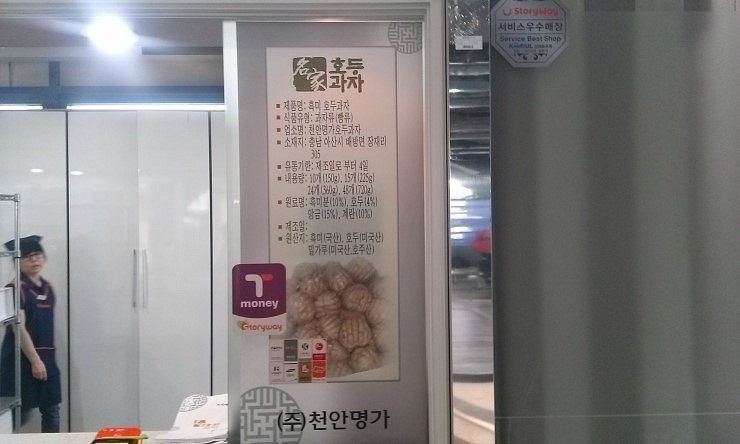 名家 호두
과자
제품명: 흑미 호두과자
식품유형: 과자류(빵류)
업소명: 천안명가호두과자
소재지: 충남 아산시 배방면 장재리
305
유통기한: 제조일로 부터 4일
내용량: 10개(150g), 15개(225g)
24개(360g), 48개(720g)
원료명: 흑미분(10%), 호두(4%)
앙금(15%), 계란(10%)
제조일:
원산지: 흑미(국산), 호두(미국산)
밀가루(미국산,호주산)
T
money
Storyway
(주)천안명가
Storyway
서비스우수매장
Service Best Shop